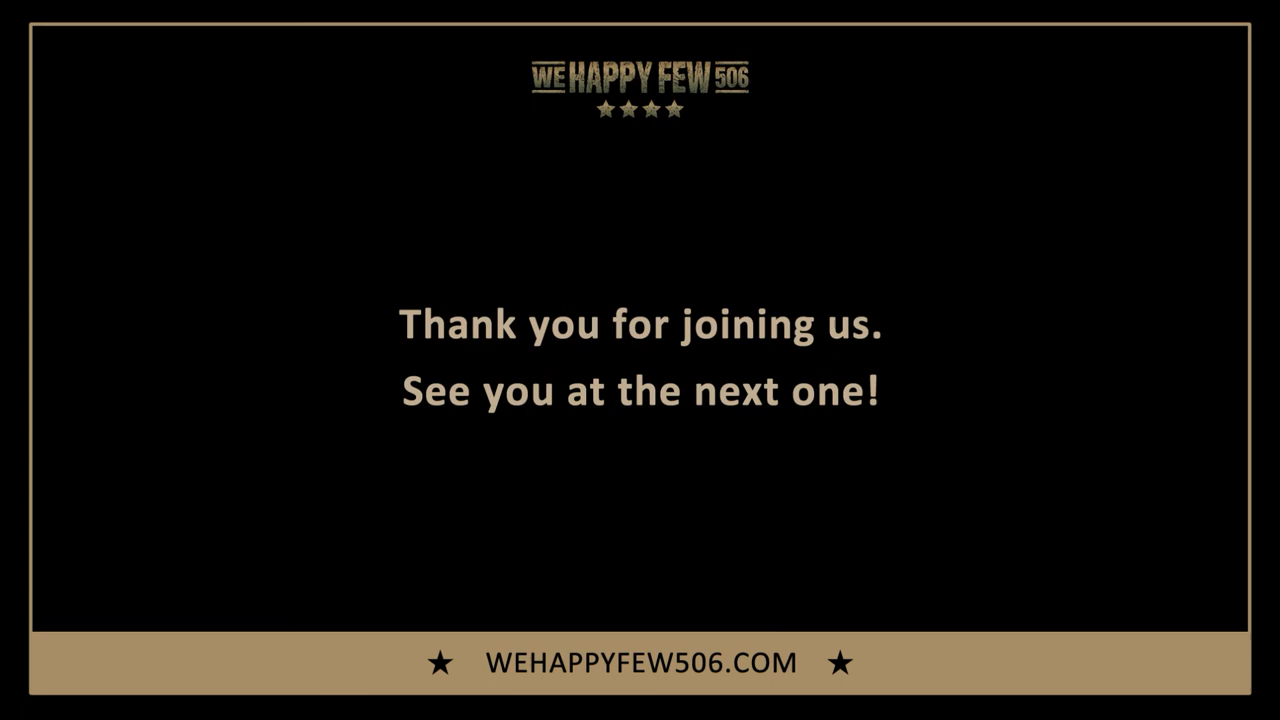 WE HAPPY FEW 506
Thank you for joining us.
See you at the next one!
WEHAPPYFEW506.COM